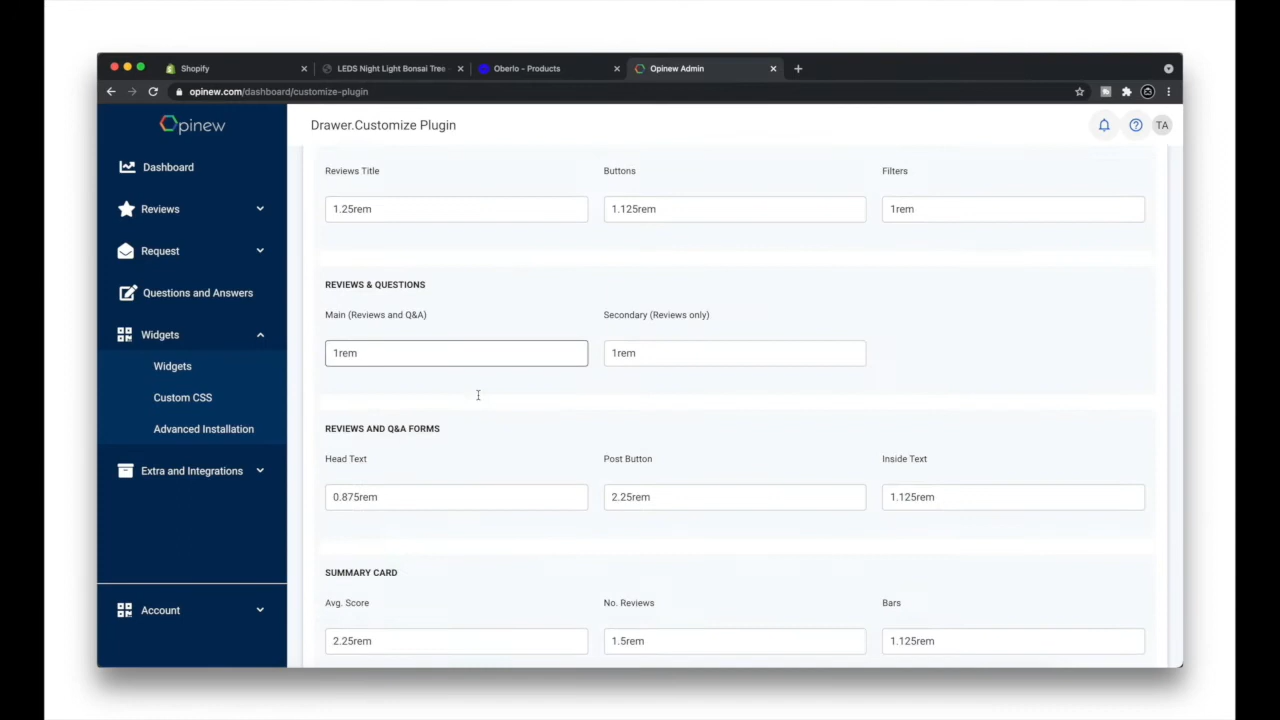 Shopify
LEDS Night Light Bonsai Tree
Oberlo - Products
Opinew Admin
opinew.com/dashboard/customize-plugin
Opinew
Drawer.Customize Plugin
TA
Dashboard
Reviews
Request
Questions and Answers
Widgets
Widgets
Custom CSS
Advanced Installation
Extra and Integrations
Account
Reviews Title
Buttons
Filters
1.25rem
1.125rem
1rem
REVIEWS & QUESTIONS
Main (Reviews and Q&A)
Secondary (Reviews only)
1rem
1rem
REVIEWS AND Q&A FORMS
Head Text
Post Button
Inside Text
0.875rem
2.25rem
1.125rem
SUMMARY CARD
Avg. Score
No. Reviews
Bars
2.25rem
1.5rem
1.125rem